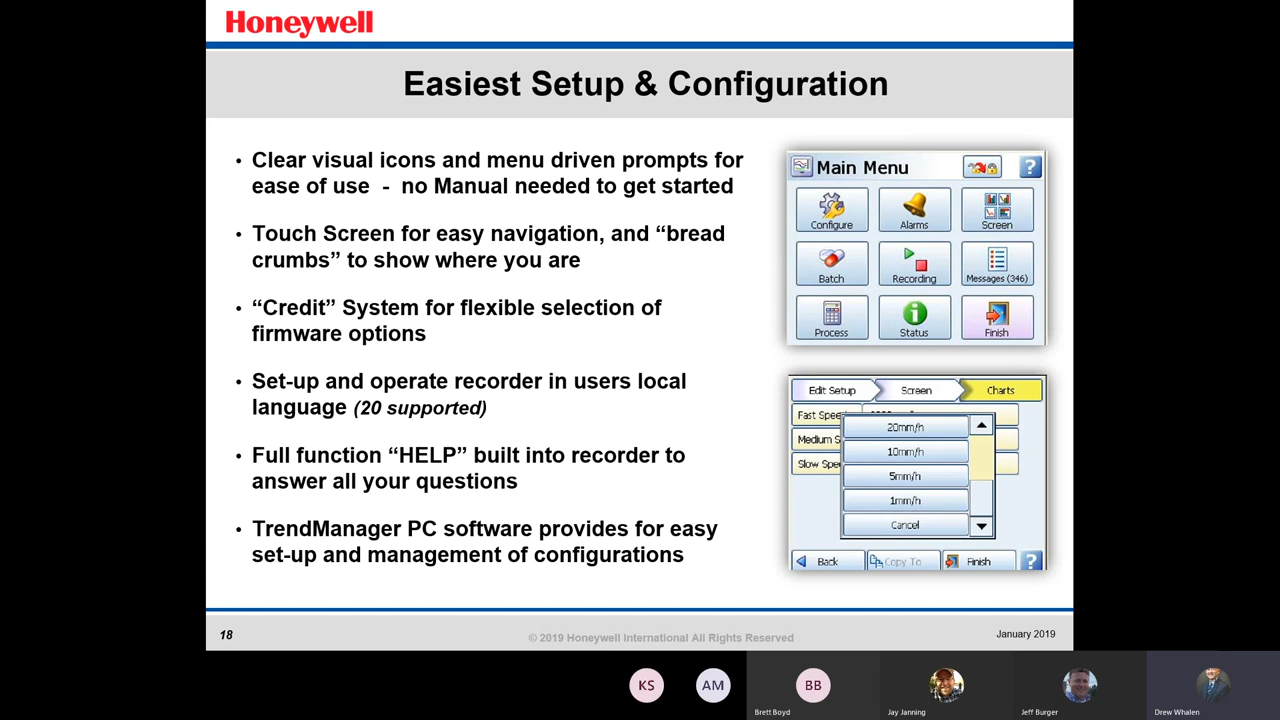 Honeywell
Easiest Setup & Configuration
• Clear visual icons and menu driven prompts for
ease of use - no Manual needed to get started
• Touch Screen for easy navigation, and “bread
crumbs” to show where you are
• “Credit” System for flexible selection of
firmware options
• Set-up and operate recorder in users local
language (20 supported)
• Full function “HELP” built into recorder to
answer all your questions
• TrendManager PC software provides for easy
set-up and management of configurations
Main Menu ?
Configure Alarms Screen
Batch Recording Messages (346)
Process Status Finish
Edit Setup Screen Charts
Fast Spee
20mm/h
Medium S
10mm/h
Slow Spe
5mm/h
1mm/h
Cancel
Back Copy To Finish ?
18 © 2019 Honeywell International All Rights Reserved January 2019
KS AM BB
Brett Boyd Jay Janning Jeff Burger Drew Whalen